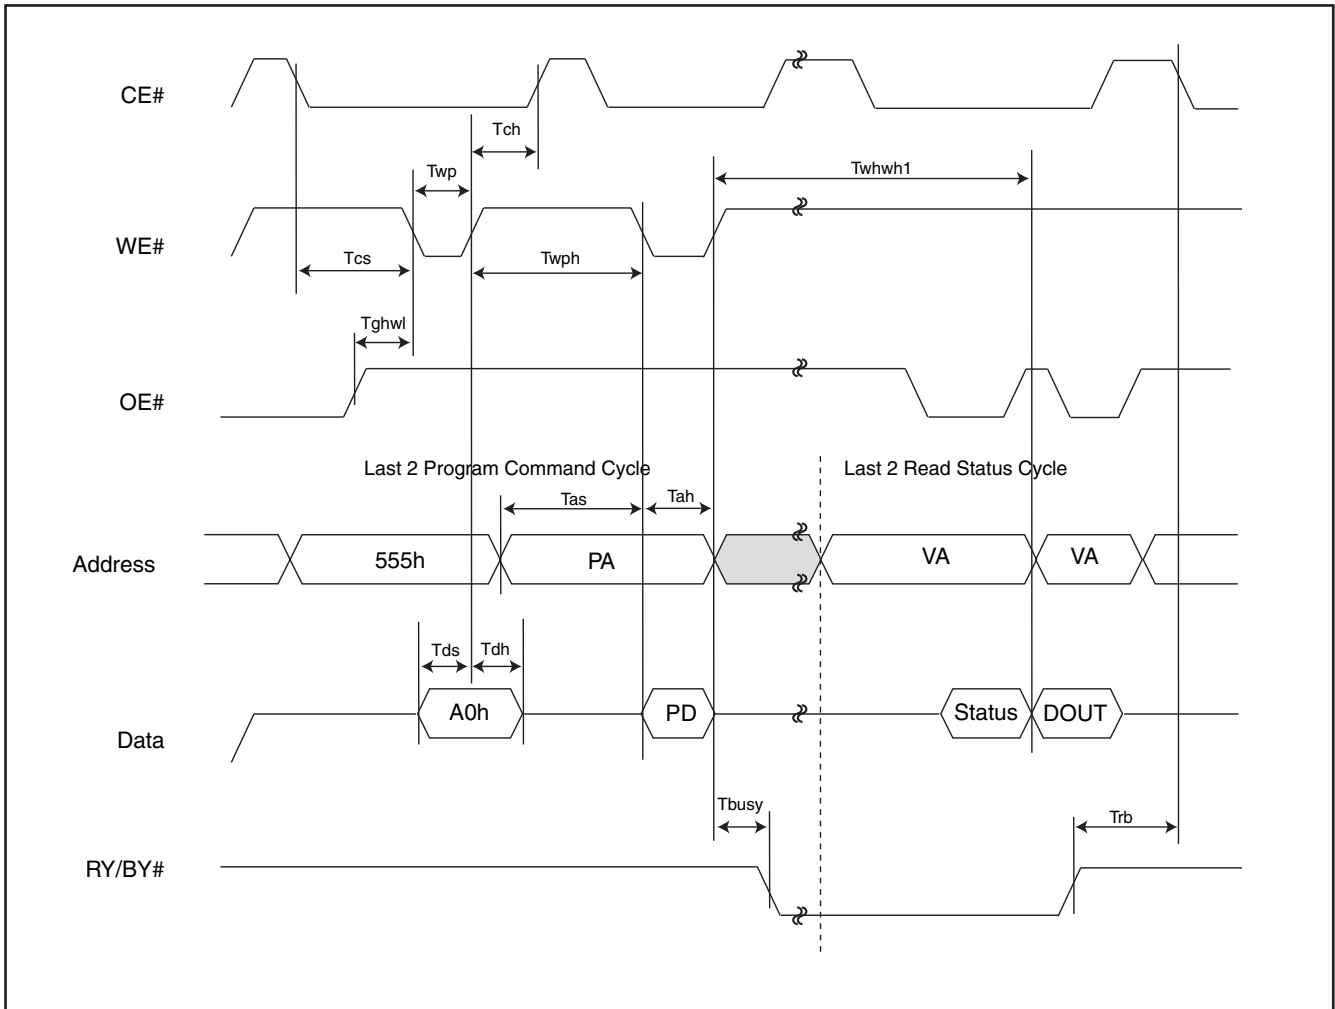 CE#
Tch
Twp
Twhwh1
WE#
Tcs
Twph
Tghwl
OE#
Last 2 Program Command Cycle
Last 2 Read Status Cycle
Tas
Tah
Address
555h
PA
VA
VA
Tds
Tdh
A0h
PD
Status
DOUT
Data
Tbusy
Trb
RY/BY#